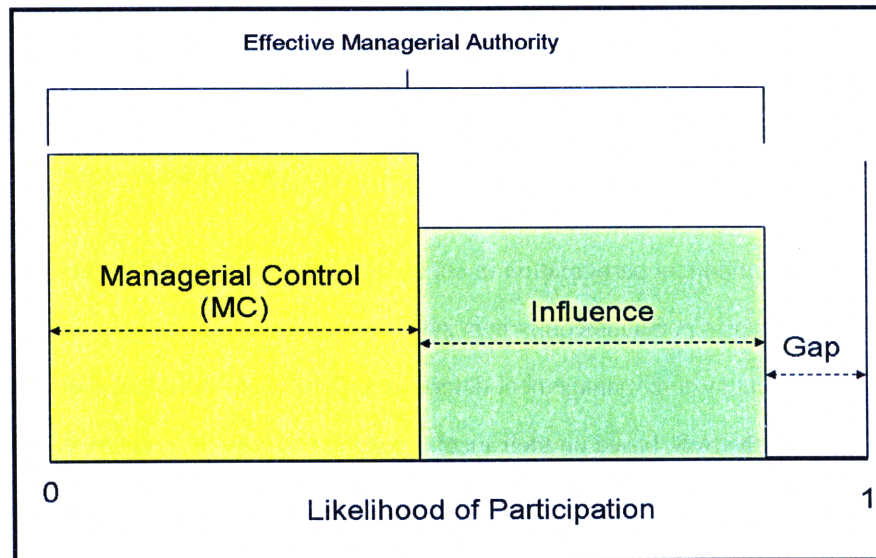 Effective Managerial Authority
Managerial Control
(MC)
Influence
Gap
0
1
Likelihood of Participation